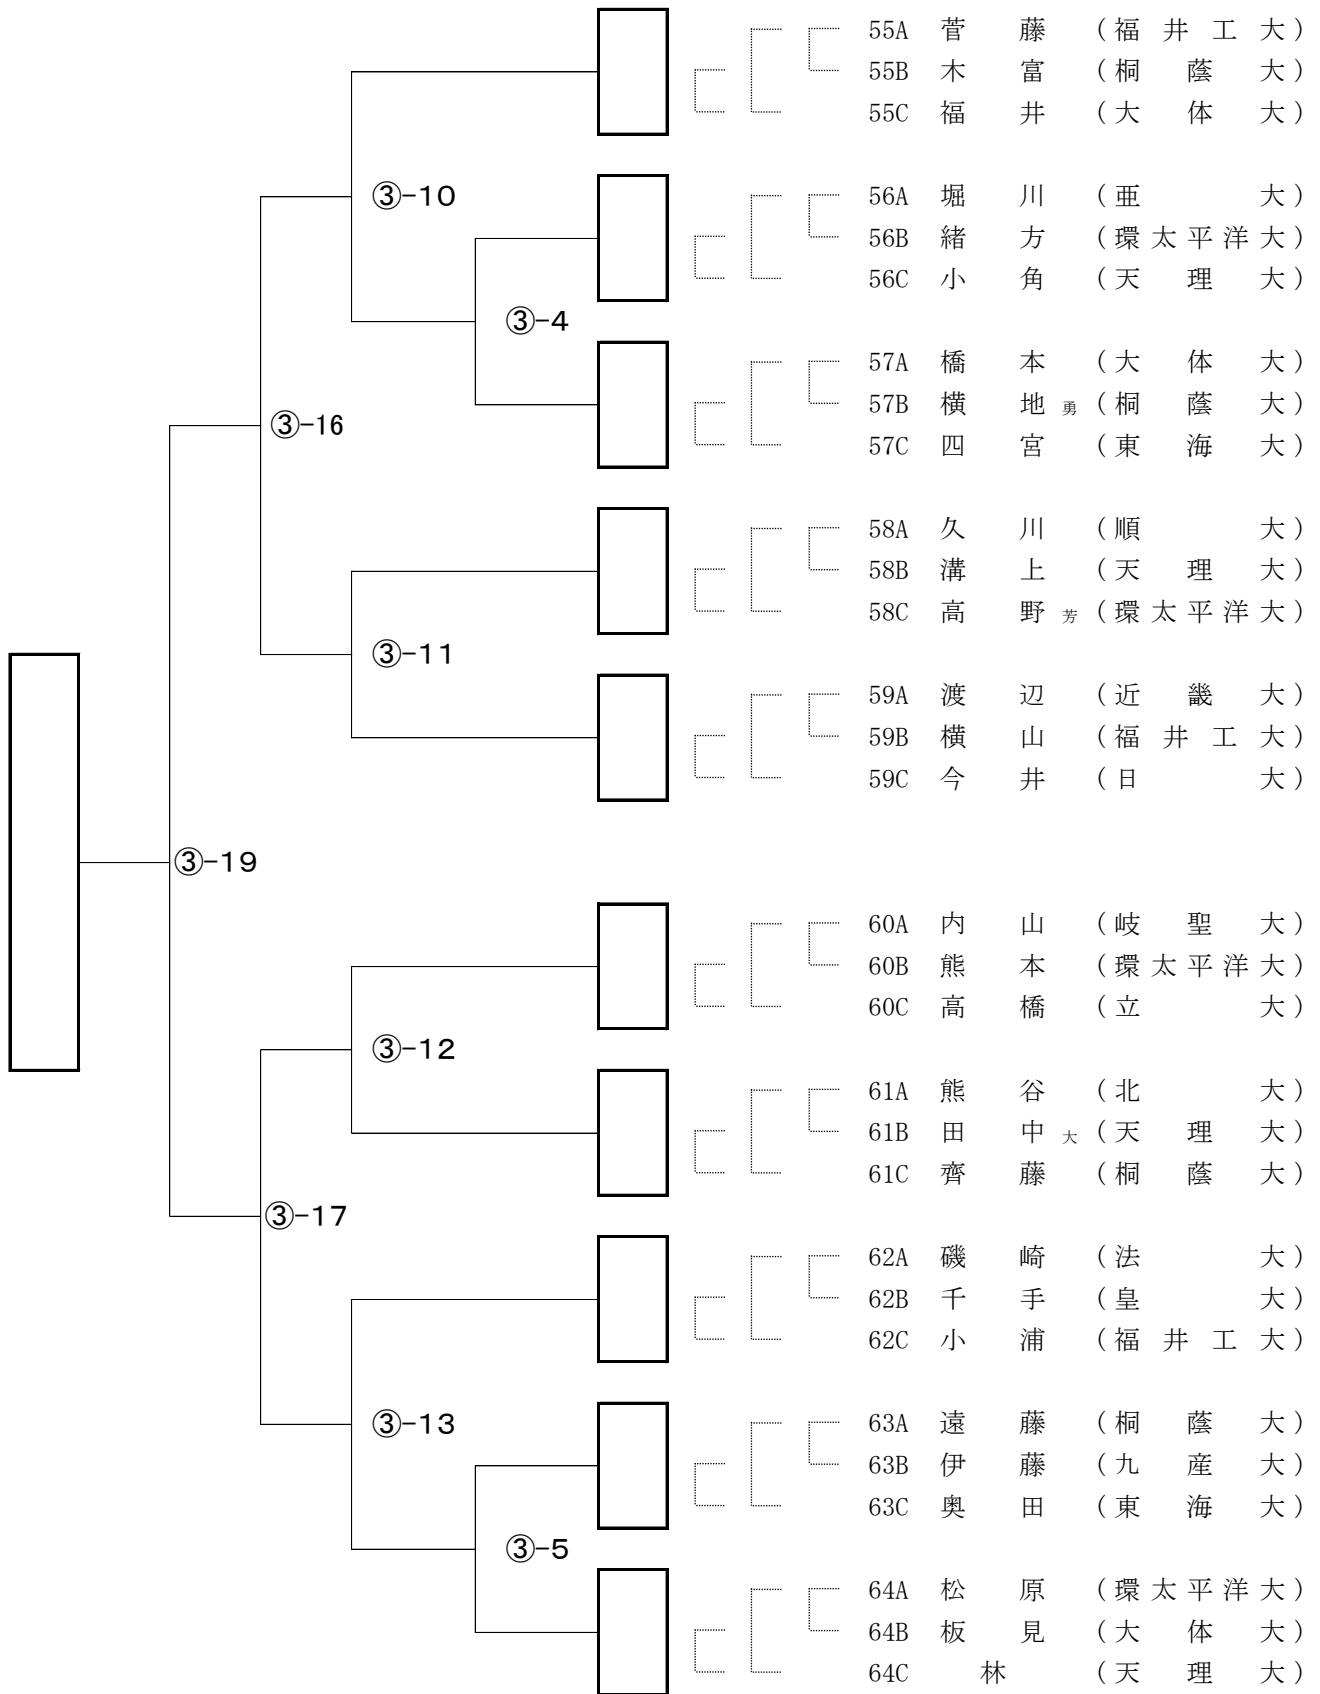 55A 菅藤 (福井工大)
55B 木富 (桐蔭大)
55C 福井 (大体大)
③-10
56A 堀川 (亜大)
56B 緒方 (環太平洋大)
56C 小角 (天理大)
③-4
57A 橋本 (大体大)
57B 横地勇 (桐蔭大)
57C 四宮 (東海大)
③-16
58A 久川 (順大)
58B 溝上 (天理大)
58C 高野芳 (環太平洋大)
③-11
59A 渡辺 (近畿大)
59B 横山 (福井工大)
59C 今井 (日大)
③-19
60A 内山 (岐聖大)
60B 熊本 (環太平洋大)
60C 高橋 (立大)
③-12
61A 熊谷 (北大)
61B 田中大 (天理大)
61C 齊藤 (桐蔭大)
③-17
62A 磯崎 (法大)
62B 千手 (皇大)
62C 小浦 (福井工大)
③-13
63A 遠藤 (桐蔭大)
63B 伊藤 (九産大)
63C 奥田 (東海大)
③-5
64A 松原 (環太平洋大)
64B 板見 (大体大)
64C 林 (天理大)